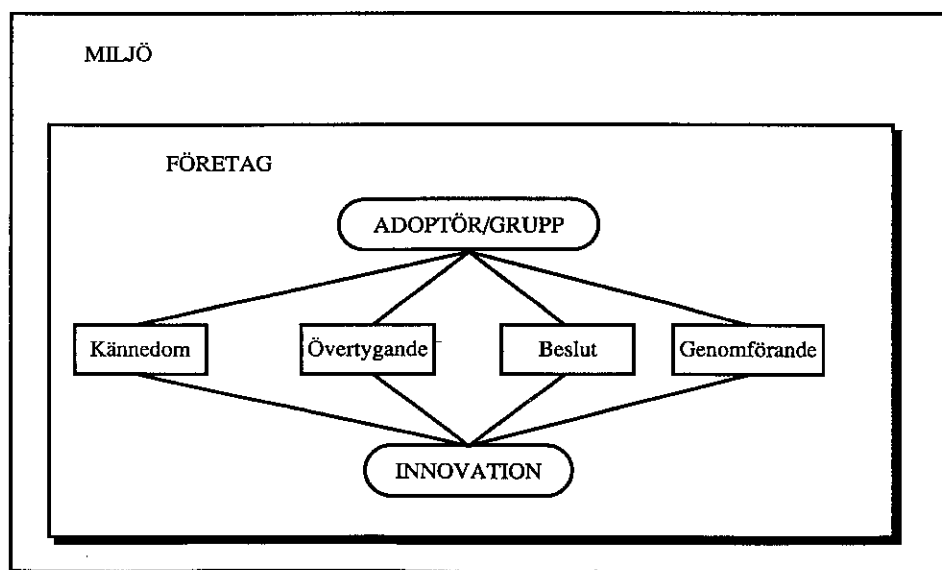 MILJÖ
FÖRETAG
ADOPTÖR/GRUPP
Kännedom Övertygande Beslut Genomförande
INNOVATION